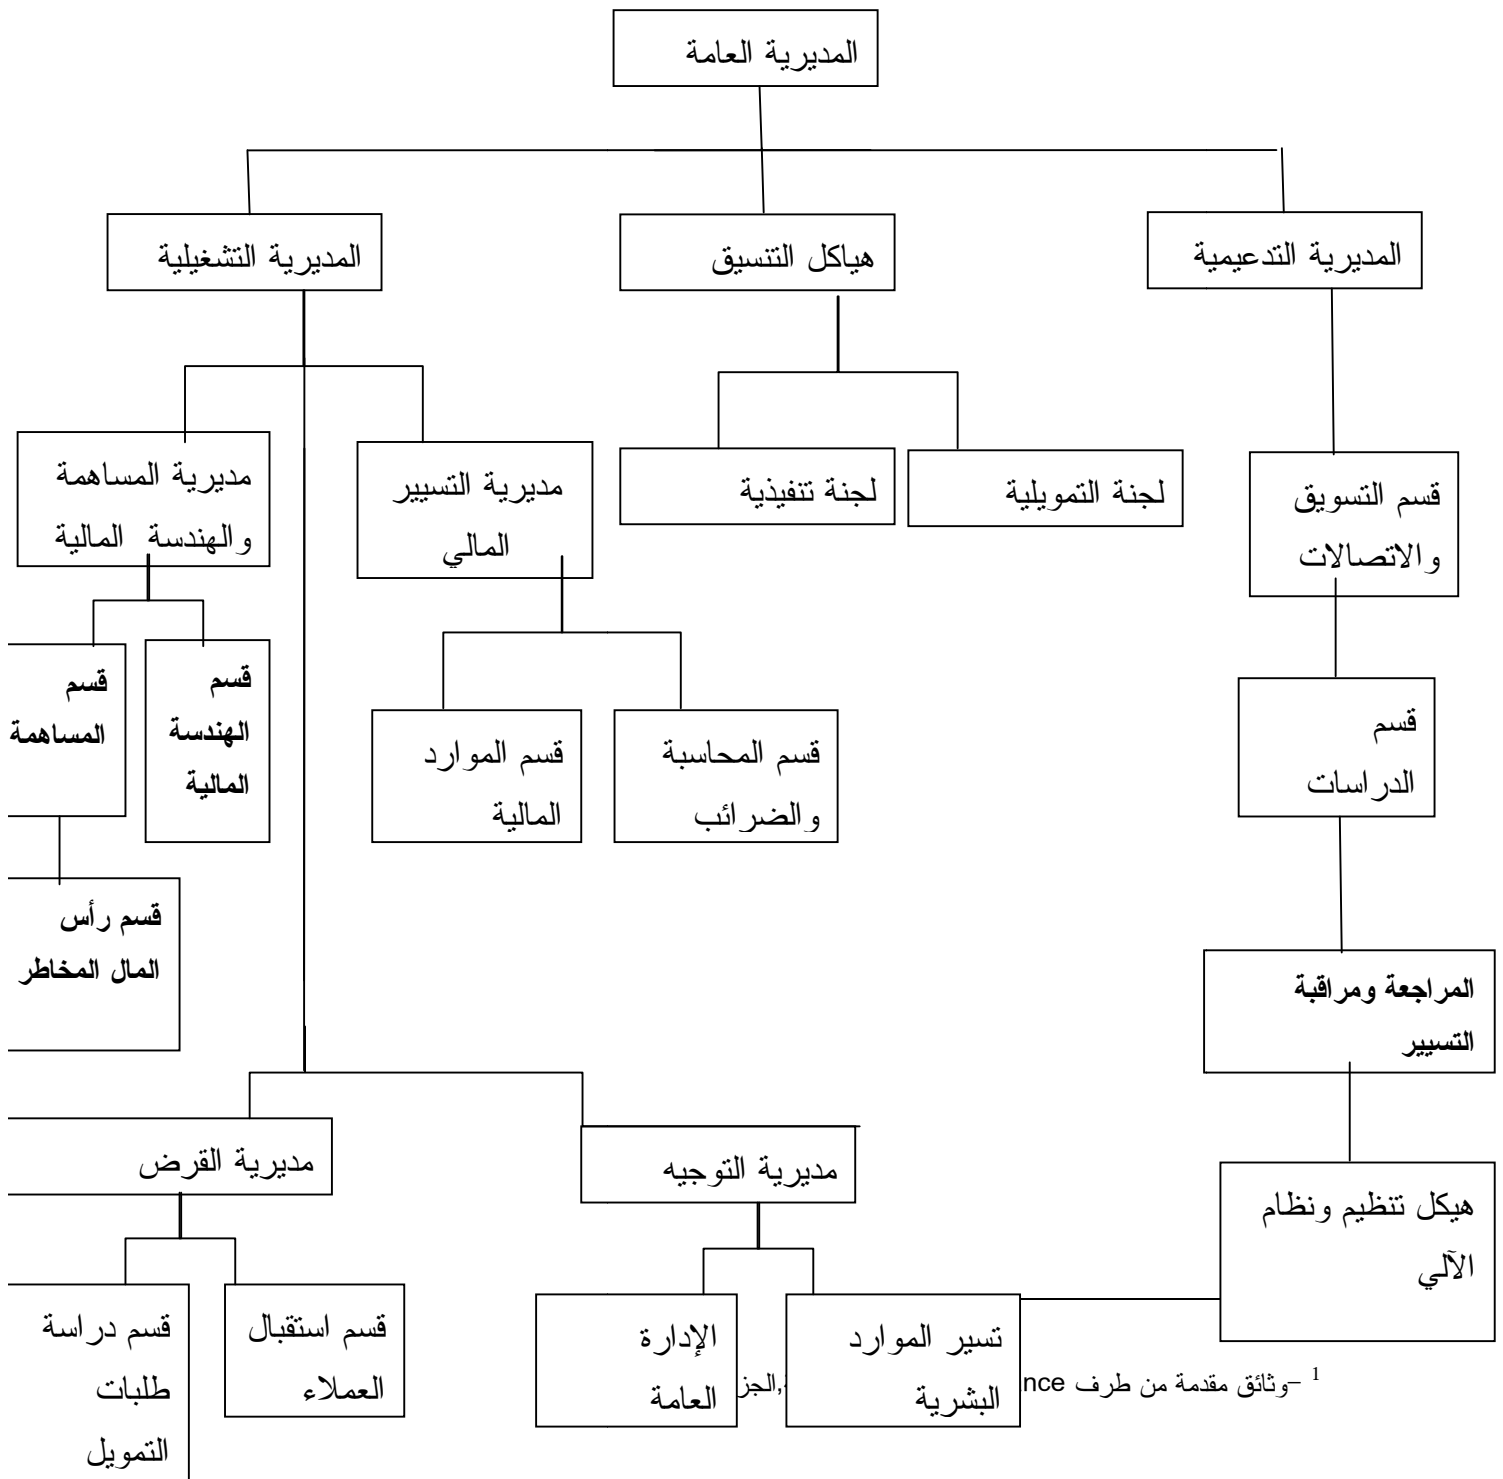 المديرية العامة
المديرية التدعيمية
هياكل التنسيق
المديرية التشغيلية
قسم التسويق
والاتصالات
لجنة التمويلية
لجنة تنفيذية
مديرية التسيير
المالي
مديرية المساهمة
والهندسة المالية
قسم
الدراسات
قسم المحاسبة
والضرائب
قسم الموارد
المالية
قسم
الهندسة
المالية
قسم
المساهمة
قسم رأس
المال المخاطر
المراجعة ومراقبة
التسيير
هيكل تنظيم ونظام
الآلي
مديرية التوجيه
مديرية القرض
تسير الموارد
البشرية
الإدارة
العامة
قسم استقبال
العملاء
قسم دراسة
طلبات
التمويل
1 –وثائق مقدمة من طرف nce ,الجز